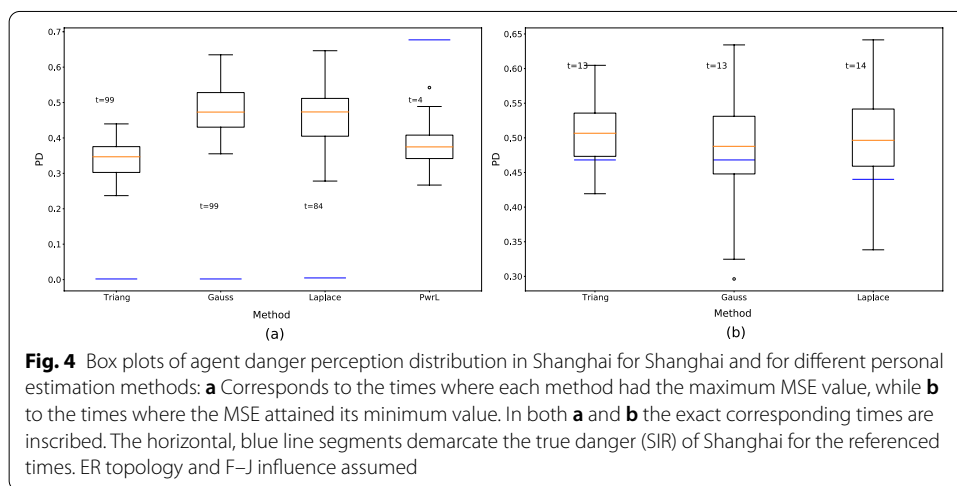 0.7
0.6
0.5
0.4
0.3
0.2
0.1
0.0
PD
t=99
t=99
t=84
t=4
Triang Gauss Laplace PwrL
Method
(a)
0.65
0.60
0.55
0.50
0.45
0.40
0.35
0.30
PD
t=13
t=13
t=14
Triang Gauss Laplace
Method
(b)
Fig. 4 Box plots of agent danger perception distribution in Shanghai for Shanghai and for different personal
estimation methods: a Corresponds to the times where each method had the maximum MSE value, while b
to the times where the MSE attained its minimum value. In both a and b the exact corresponding times are
inscribed. The horizontal, blue line segments demarcate the true danger (SIR) of Shanghai for the referenced
times. ER topology and F–J influence assumed